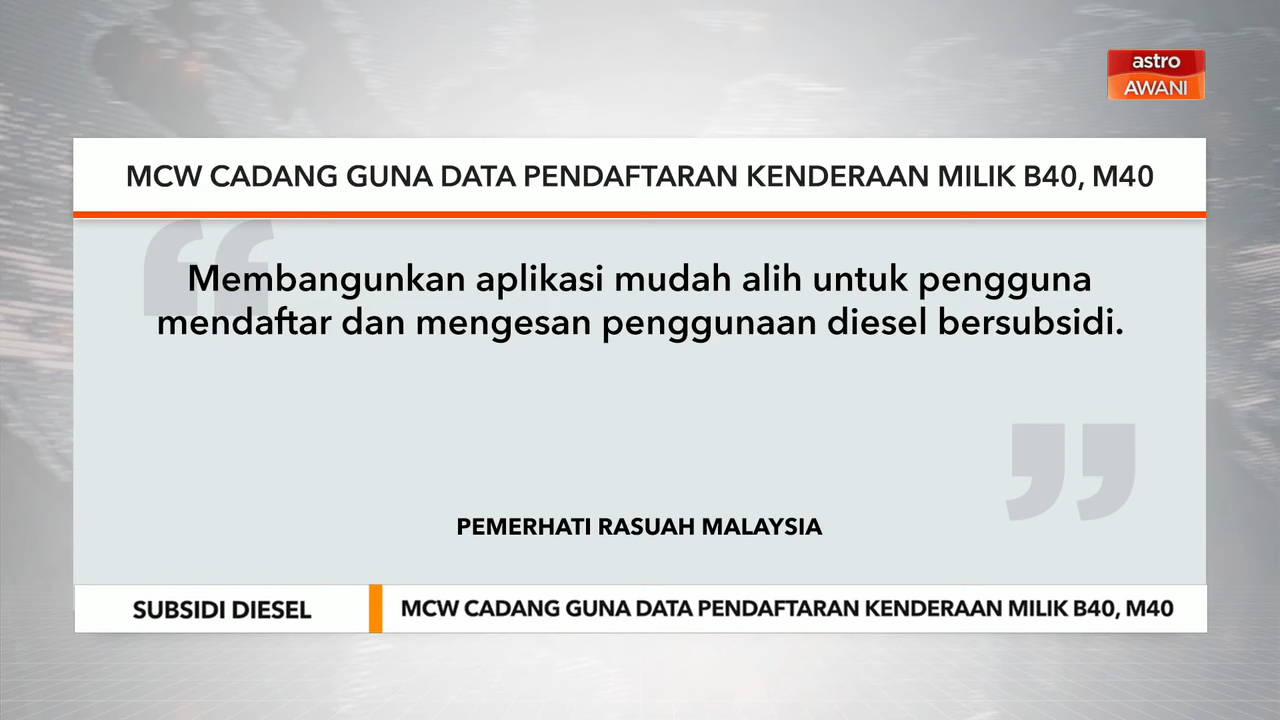 astro
AWANI
MCW CADANG GUNA DATA PENDAFTARAN KENDERAAN MILIK B40, M40
“
Membangunkan aplikasi mudah alih untuk pengguna
mendaftar dan mengesan penggunaan diesel bersubsidi.
”
PEMERHATI RASUAH MALAYSIA
SUBSIDI DIESEL
MCW CADANG GUNA DATA PENDAFTARAN KENDERAAN MILIK B40, M40